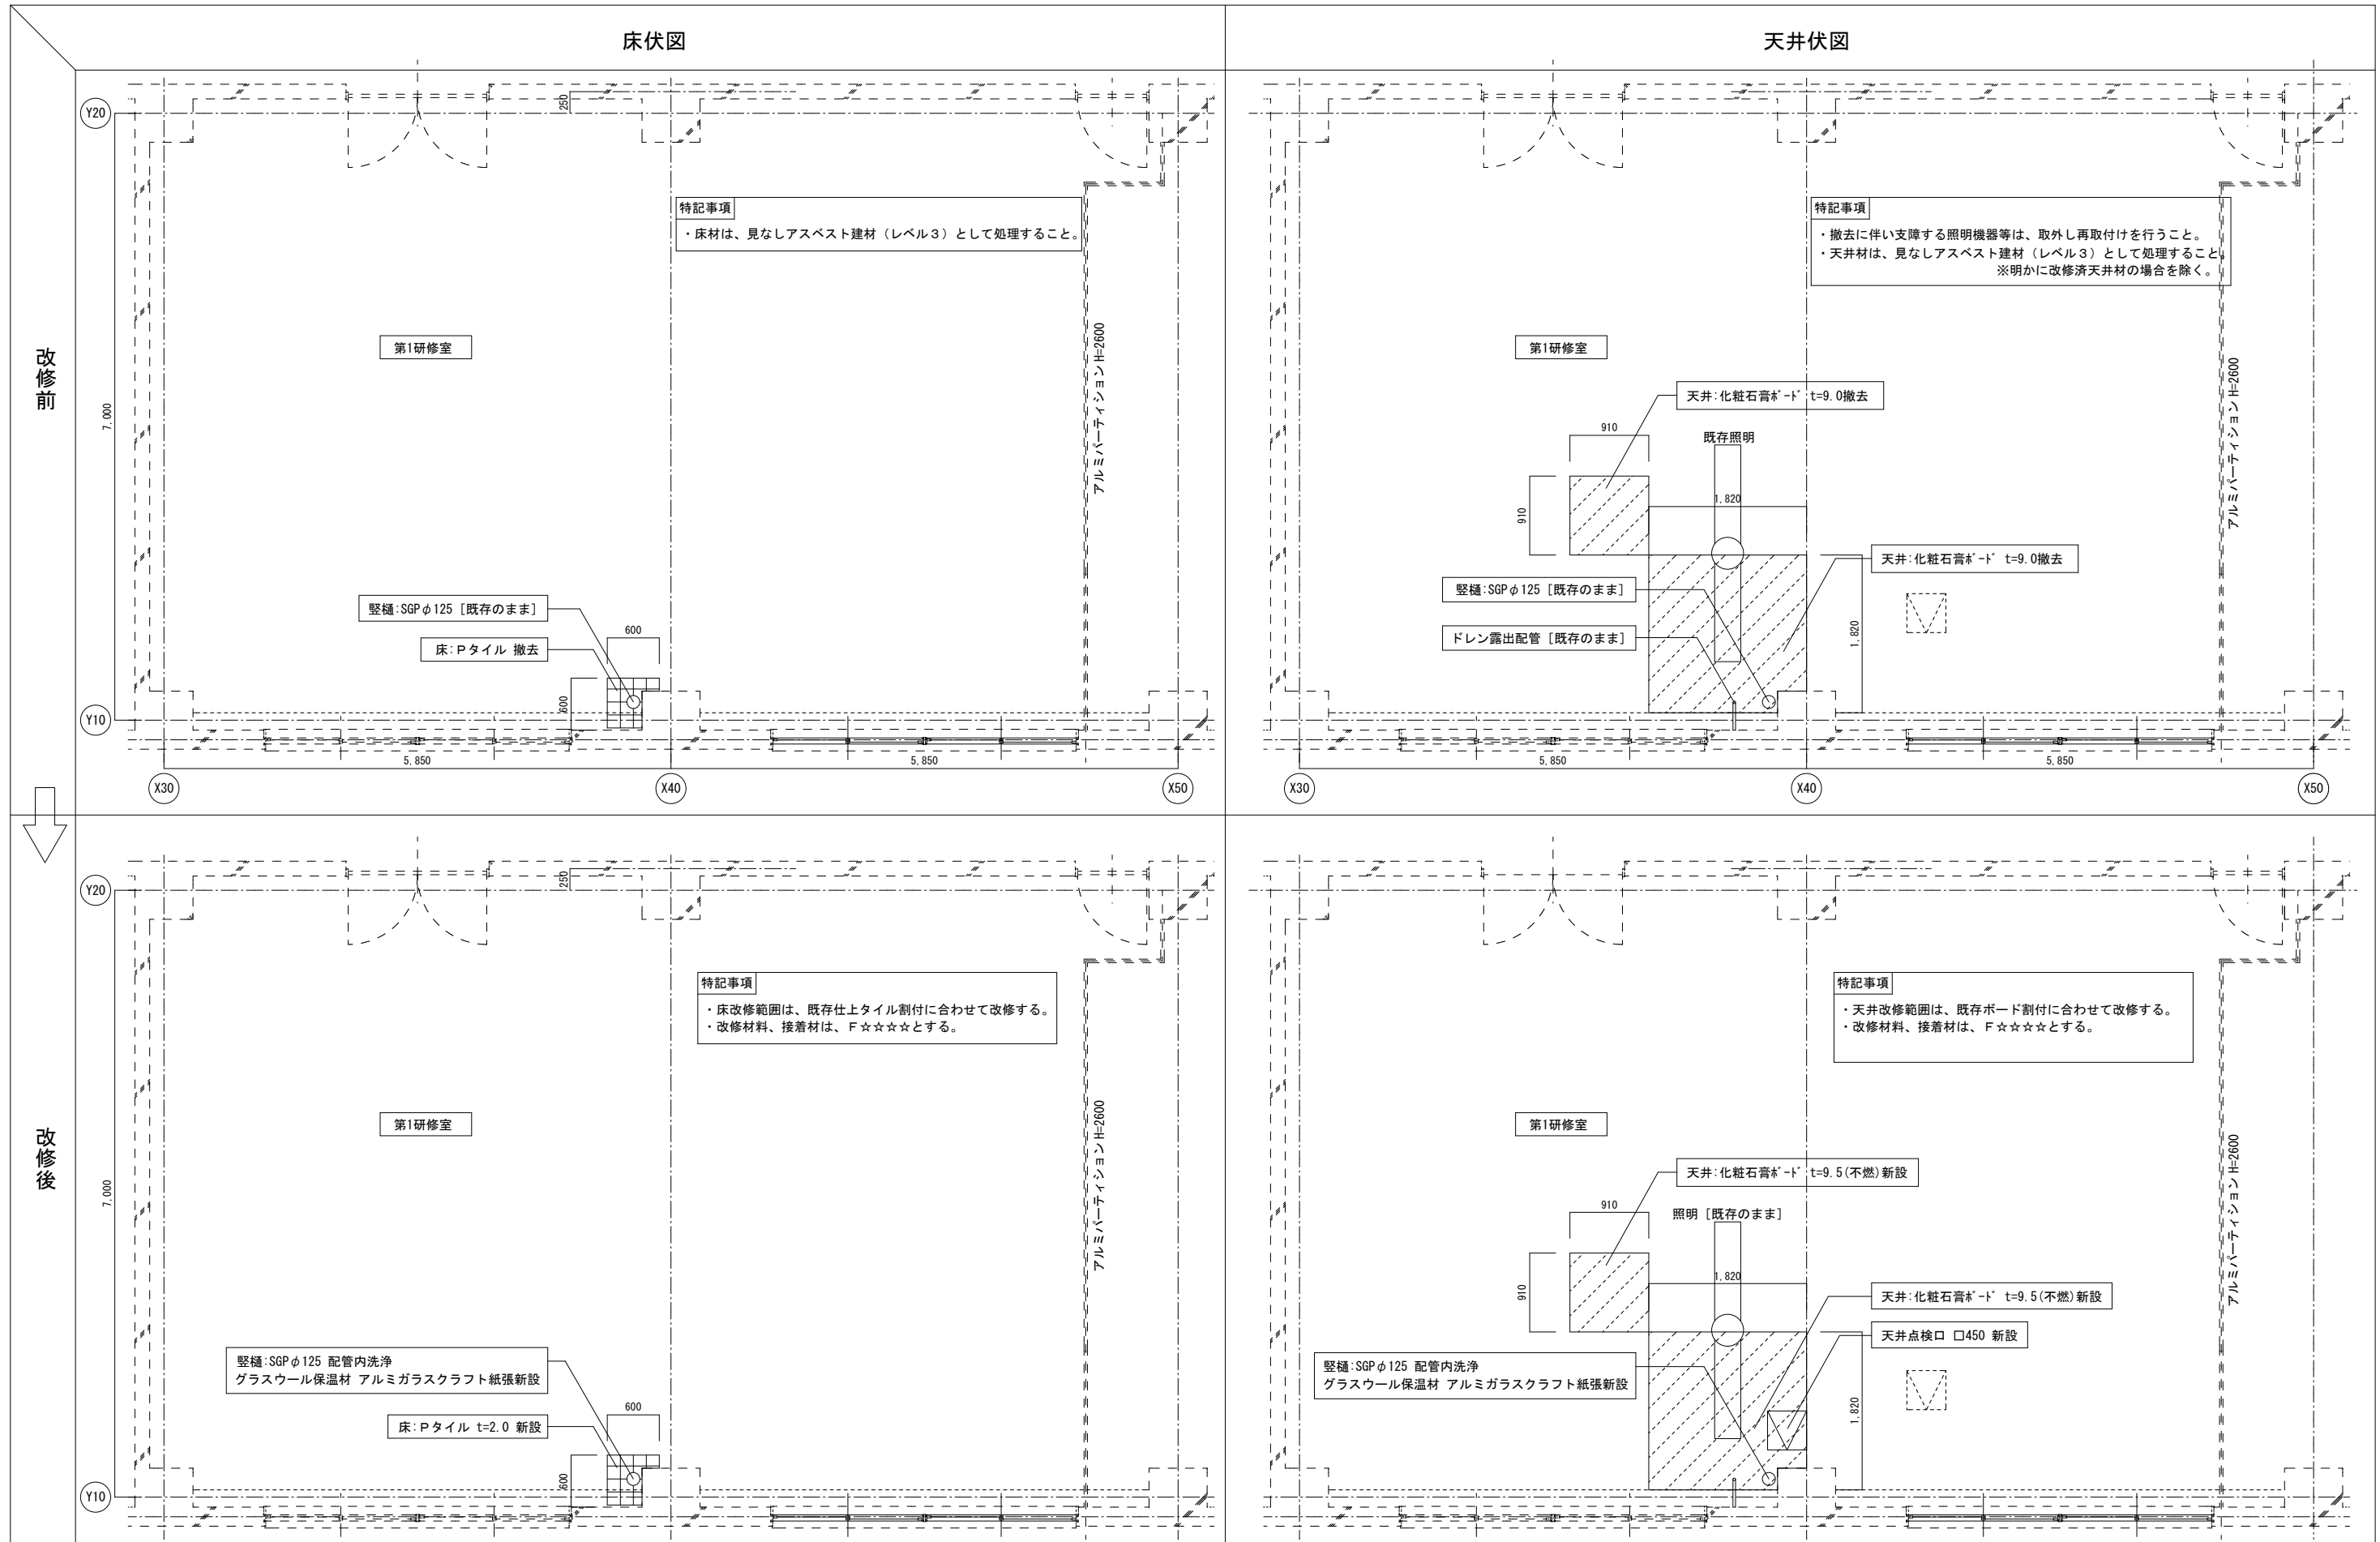 床伏図
天井伏図
改修前
Y20
250
特記事項
・床材は、見なしアスベスト建材（レベル３）として処理すること。
第1研修室
アルミパーティション H=2600
7,000
竪樋:SGPφ125 [既存のまま]
床:Pタイル 撤去
600
600
Y10
5,850
5,850
X30
X40
X50
特記事項
・撤去に伴い支障する照明機器等は、取外し再取付けを行うこと。
・天井材は、見なしアスベスト建材（レベル３）として処理すること。
※明かに改修済天井材の場合を除く。
第1研修室
アルミパーティション H=2600
天井:化粧石膏ﾎﾞｰﾄﾞ t=9.0撤去
910
既存照明
910
1,820
天井:化粧石膏ﾎﾞｰﾄﾞ t=9.0撤去
竪樋:SGPφ125 [既存のまま]
ドレン露出配管 [既存のまま]
1,820
5,850
5,850
X30
X40
X50
改修後
Y20
250
特記事項
・床改修範囲は、既存仕上タイル割付に合わせて改修する。
・改修材料、接着材は、Ｆ☆☆☆☆とする。
第1研修室
アルミパーティション H=2600
7,000
竪樋:SGPφ125 配管内洗浄
グラスウール保温材 アルミガラスクラフト紙張新設
床:Pタイル t=2.0 新設
600
600
Y10
特記事項
・天井改修範囲は、既存ボード割付に合わせて改修する。
・改修材料、接着材は、Ｆ☆☆☆☆とする。
第1研修室
アルミパーティション H=2600
天井:化粧石膏ﾎﾞｰﾄﾞ t=9.5(不燃)新設
910
照明 [既存のまま]
910
1,820
天井:化粧石膏ﾎﾞｰﾄﾞ t=9.5(不燃)新設
天井点検口 □450 新設
竪樋:SGPφ125 配管内洗浄
グラスウール保温材 アルミガラスクラフト紙張新設
1,820